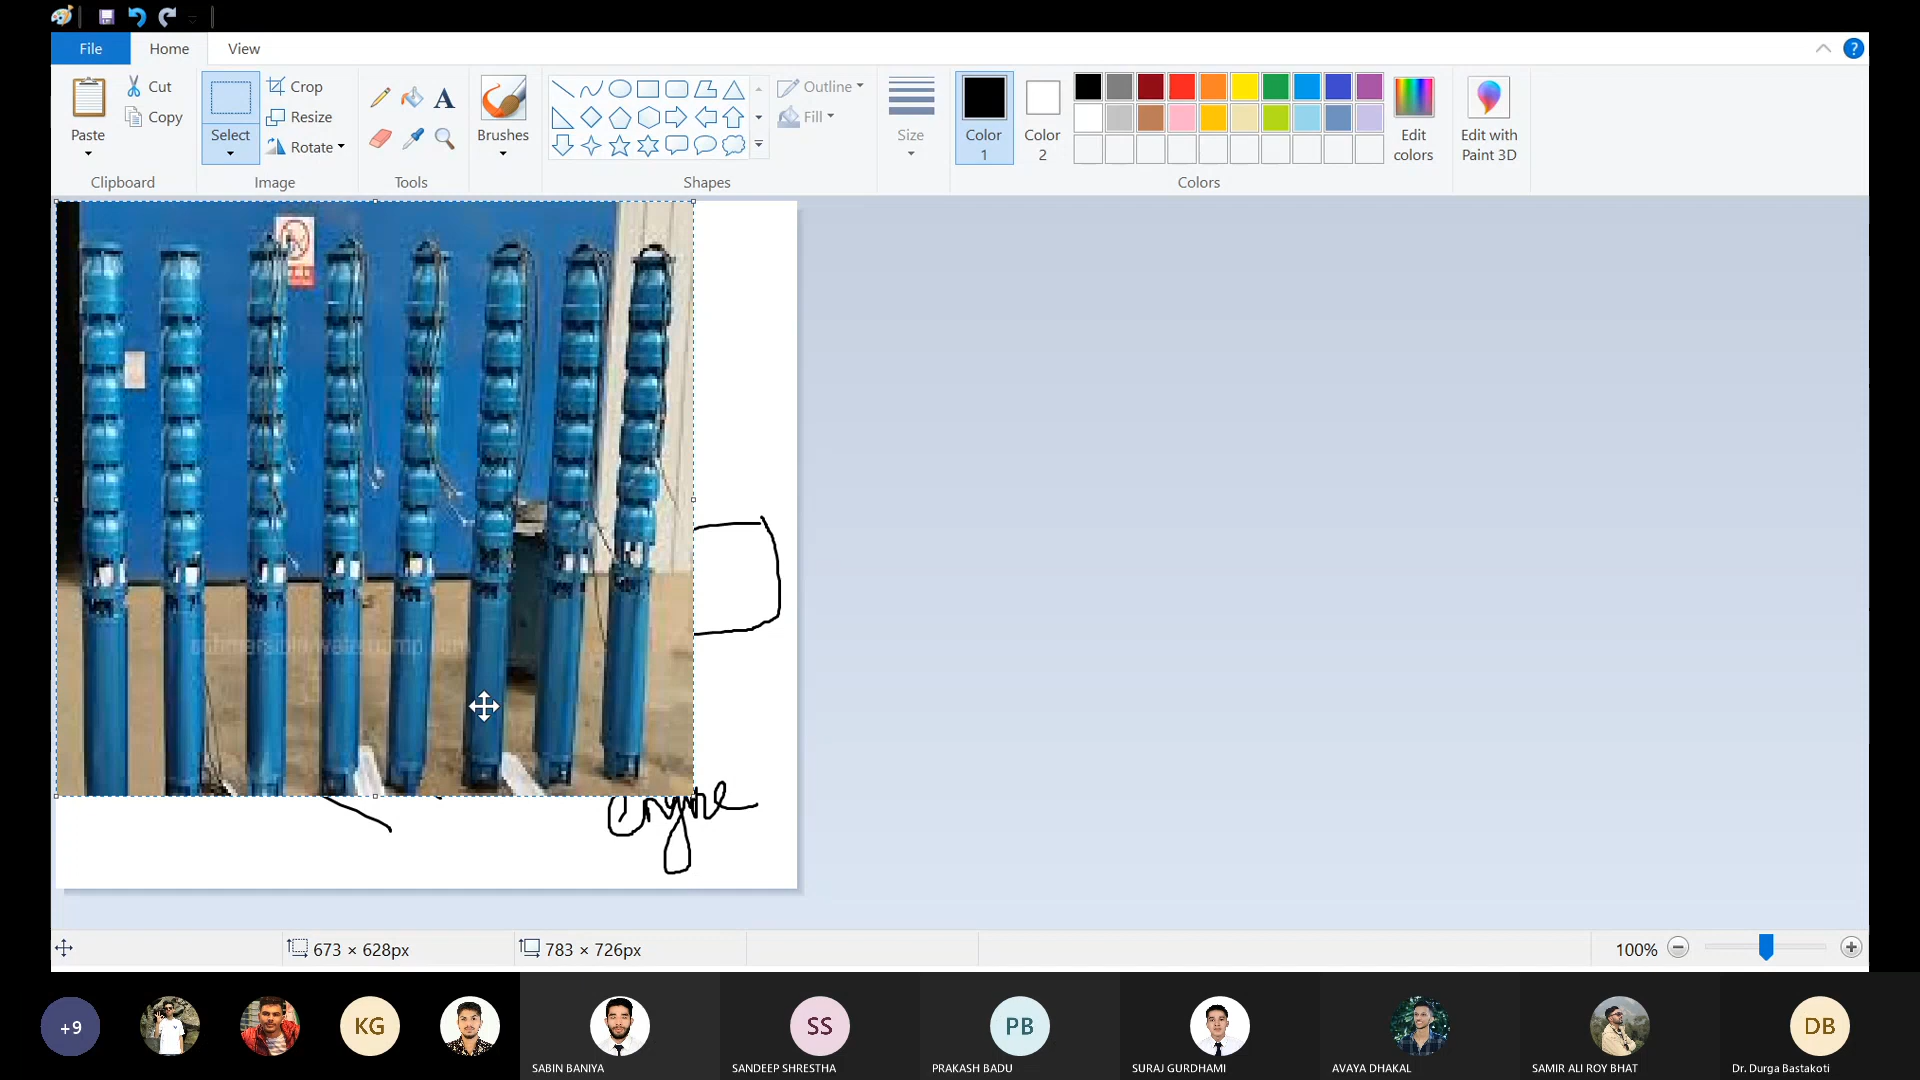 File Home View
Paste
Cut
Copy
Clipboard
Select
Crop
Resize
Rotate
Image
Tools
Brushes
Shapes
Outline
Fill
Size
Color 1
Color 2
Edit colors
Colors
Edit with Paint 3D
engine
673 × 628px
783 × 726px
100%
+9
KG
SABIN BANIYA
SS
SANDEEP SHRESTHA
PB
PRAKASH BADU
SURAJ GURDHAMI
AVAYA DHAKAL
SAMIR ALI ROY BHAT
DB
Dr. Durga Bastakoti